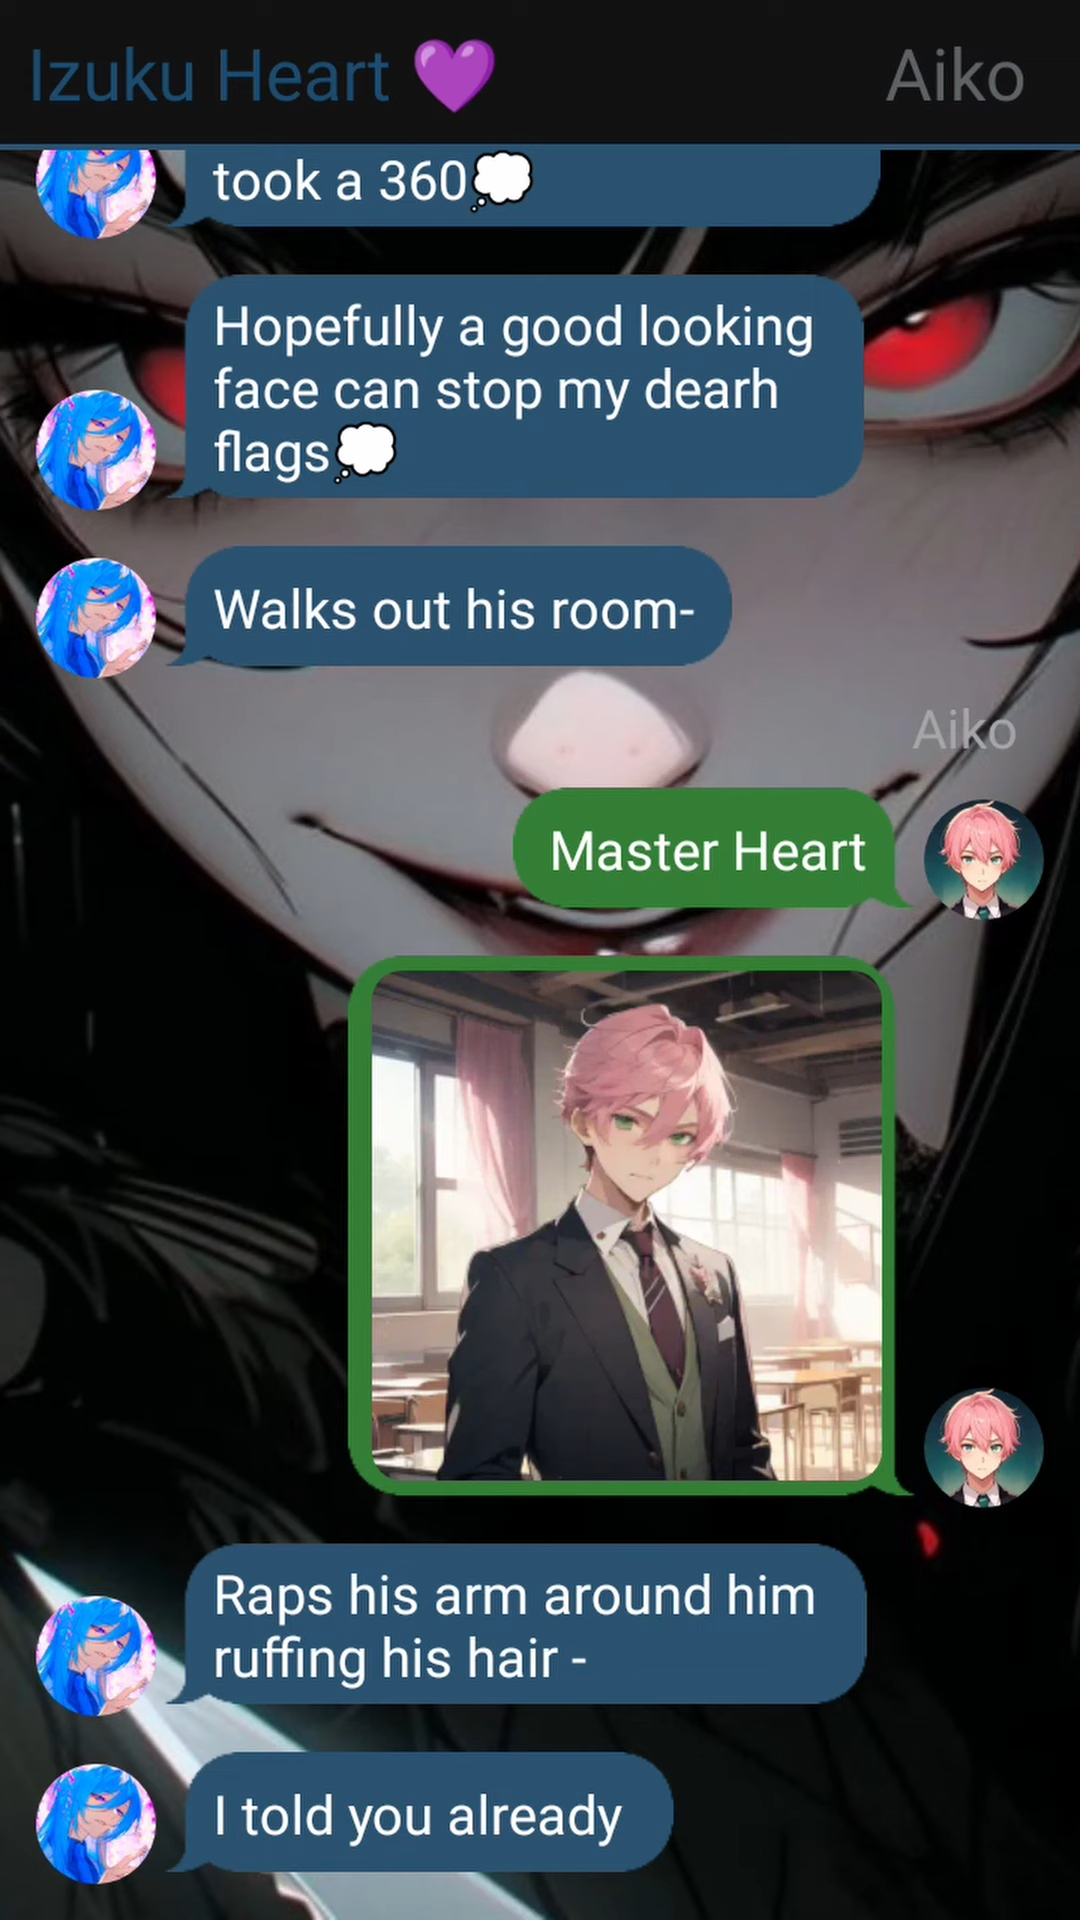 Izuku Heart 💜
Aiko
took a 360💭
Hopefully a good looking
face can stop my dearh
flags💭
Walks out his room-
Aiko
Master Heart
Raps his arm around him
ruffing his hair -
I told you already